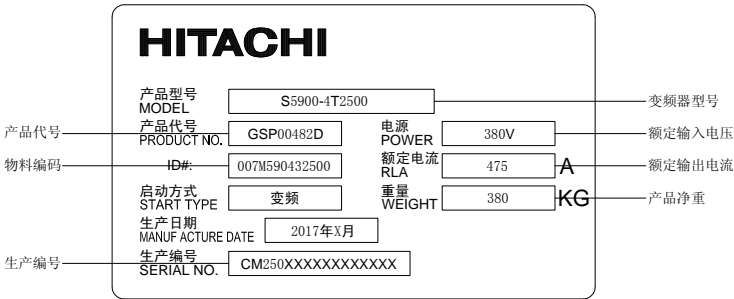 HITACHI
产品型号
MODEL
S5900-4T2500
变频器型号
产品代号
产品代号
PRODUCT NO.
GSP00482D
电源
POWER
380V
额定输入电压
物料编码
ID#:
007M590432500
额定电流
RLA
475
A
额定输出电流
启动方式
START TYPE
变频
重量
WEIGHT
380
KG
产品净重
生产日期
MANUF ACTURE DATE
2017年X月
生产编号
生产编号
SERIAL NO.
CM250XXXXXXXXXXXX